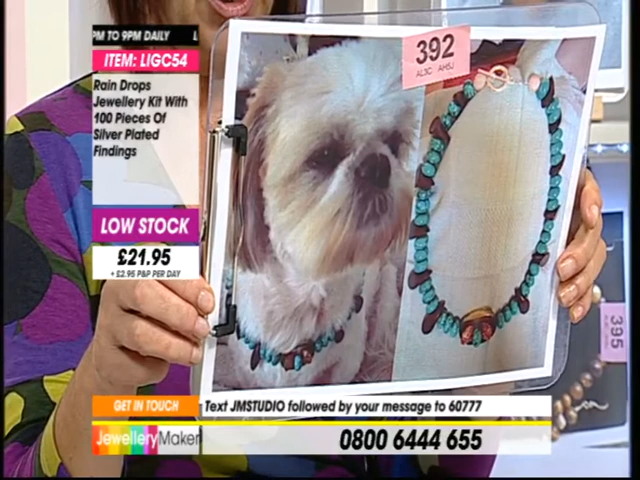 PM TO 9PM DAILY L
ITEM: LIGC54
Rain Drops
Jewellery Kit With
100 Pieces Of
Silver Plated
Findings
LOW STOCK
£21.95
+ £2.95 P&P PER DAY
392
395
GET IN TOUCH
Text JMSTUDIO followed by your message to 60777
JewelleryMaker
0800 6444 655